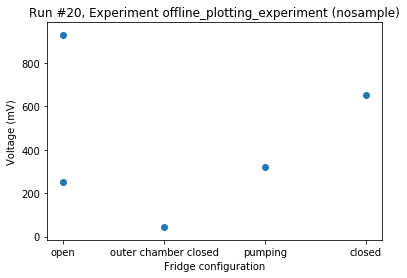 Run #20, Experiment offline_plotting_experiment (nosample)
Voltage (mV)
800
600
400
200
0
open outer chamber closed pumping closed
Fridge configuration